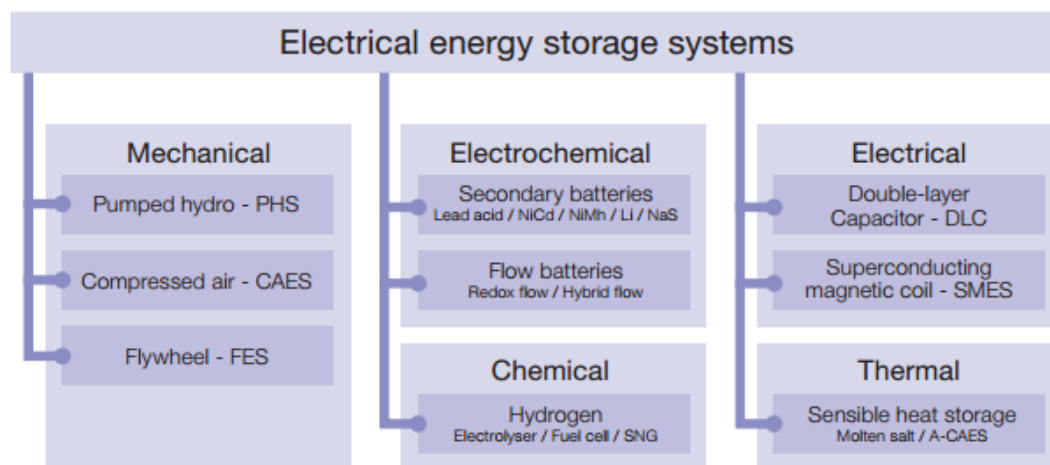 Electrical energy storage systems
Mechanical
Pumped hydro - PHS
Compressed air - CAES
Flywheel - FES
Electrochemical
Secondary batteries
Lead acid / NiCd / NiMh / Li / NaS
Flow batteries
Redox flow / Hybrid flow
Chemical
Hydrogen
Electrolyser / Fuel cell / SNG
Electrical
Double-layer
Capacitor - DLC
Superconducting
magnetic coil - SMES
Thermal
Sensible heat storage
Molten salt / A-CAES